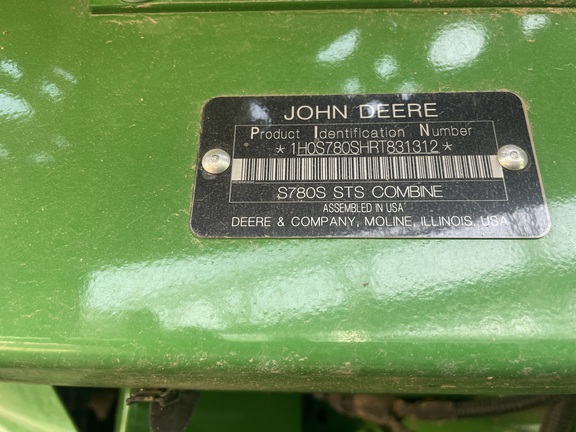 JOHN DEERE
Product Identification Number
*1H0S780SHRT831312*
S780S STS COMBINE
ASSEMBLED IN USA
DEERE & COMPANY, MOLINE, ILLINOIS, USA